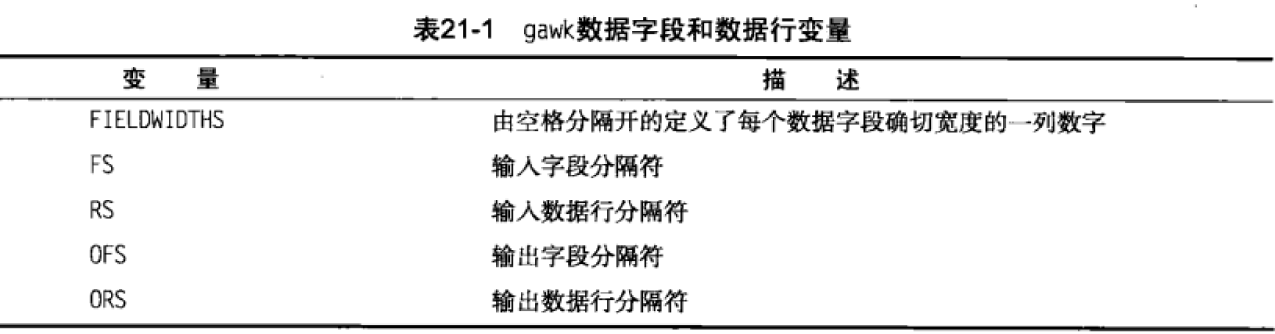 表21-1 gawk数据字段和数据行变量
变 量 描 述
FIELDWIDTHS 由空格分隔开的定义了每个数据字段确切宽度的一列数字
FS 输入字段分隔符
RS 输入数据行分隔符
OFS 输出字段分隔符
ORS 输出数据行分隔符